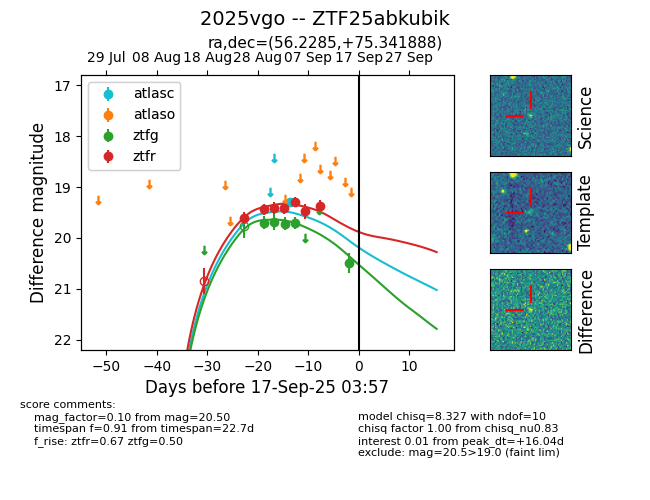 2025vgo -- ZTF25abkubik
ra,dec=(56.2285,+75.341888)
29 Jul 08 Aug 18 Aug 28 Aug 07 Sep 17 Sep 27 Sep
17
18
19
20
21
22
Difference magnitude
atlasc
atlaso
ztfg
ztfr
−50 −40 −30 −20 −10 0 10
Days before 17-Sep-25 03:57
Science
Template
Difference
score comments:
mag_factor=0.10 from mag=20.50
timespan f=0.91 from timespan=22.7d
f_rise: ztfr=0.67 ztfg=0.50
model chisq=8.327 with ndof=10
chisq factor 1.00 from chisq_nu0.83
interest 0.01 from peak_dt=+16.04d
exclude: mag=20.5>19.0 (faint lim)